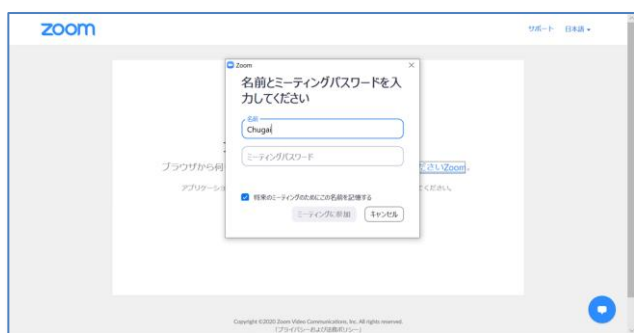 zoom
サポート 日本語
Zoom
名前とミーティングパスワードを入
力してください
名前
Chugai
ミーティングパスワード
ブラウザから何
ださいZoom。
アプリケーショ
てください。
将来のミーティングのためにこの名前を記憶する
ミーティングに参加 キャンセル
Copyright ©2020 Zoom Video Communications, Inc. All rights reserved.
「プライバシーおよび法務ポリシー」